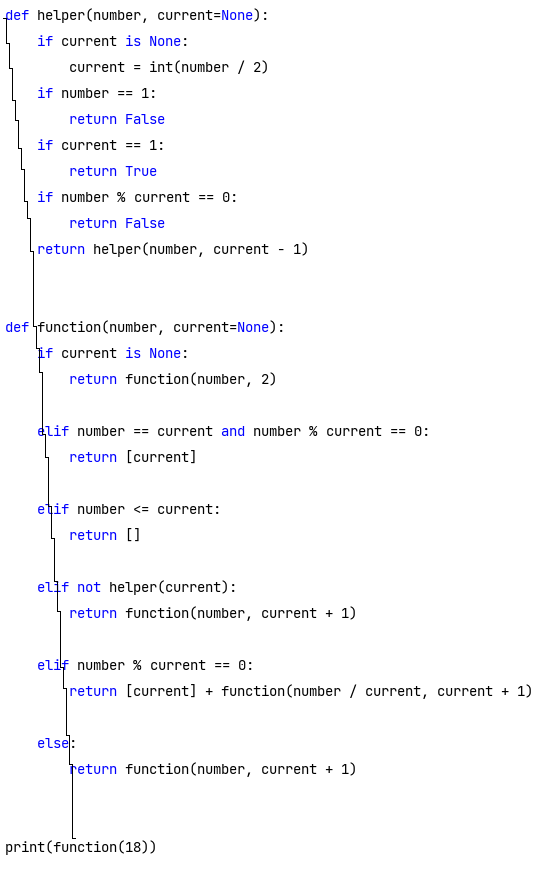 def helper(number, current=None):
    if current is None:
        current = int(number / 2)
    if number == 1:
        return False
    if current == 1:
        return True
    if number % current == 0:
        return False
    return helper(number, current - 1)
def function(number, current=None):
    if current is None:
        return function(number, 2)
    elif number == current and number % current == 0:
        return [current]
    elif number <= current:
        return []
    elif not helper(current):
        return function(number, current + 1)
    elif number % current == 0:
        return [current] + function(number / current, current + 1)
    else:
        return function(number, current + 1)
print(function(18))